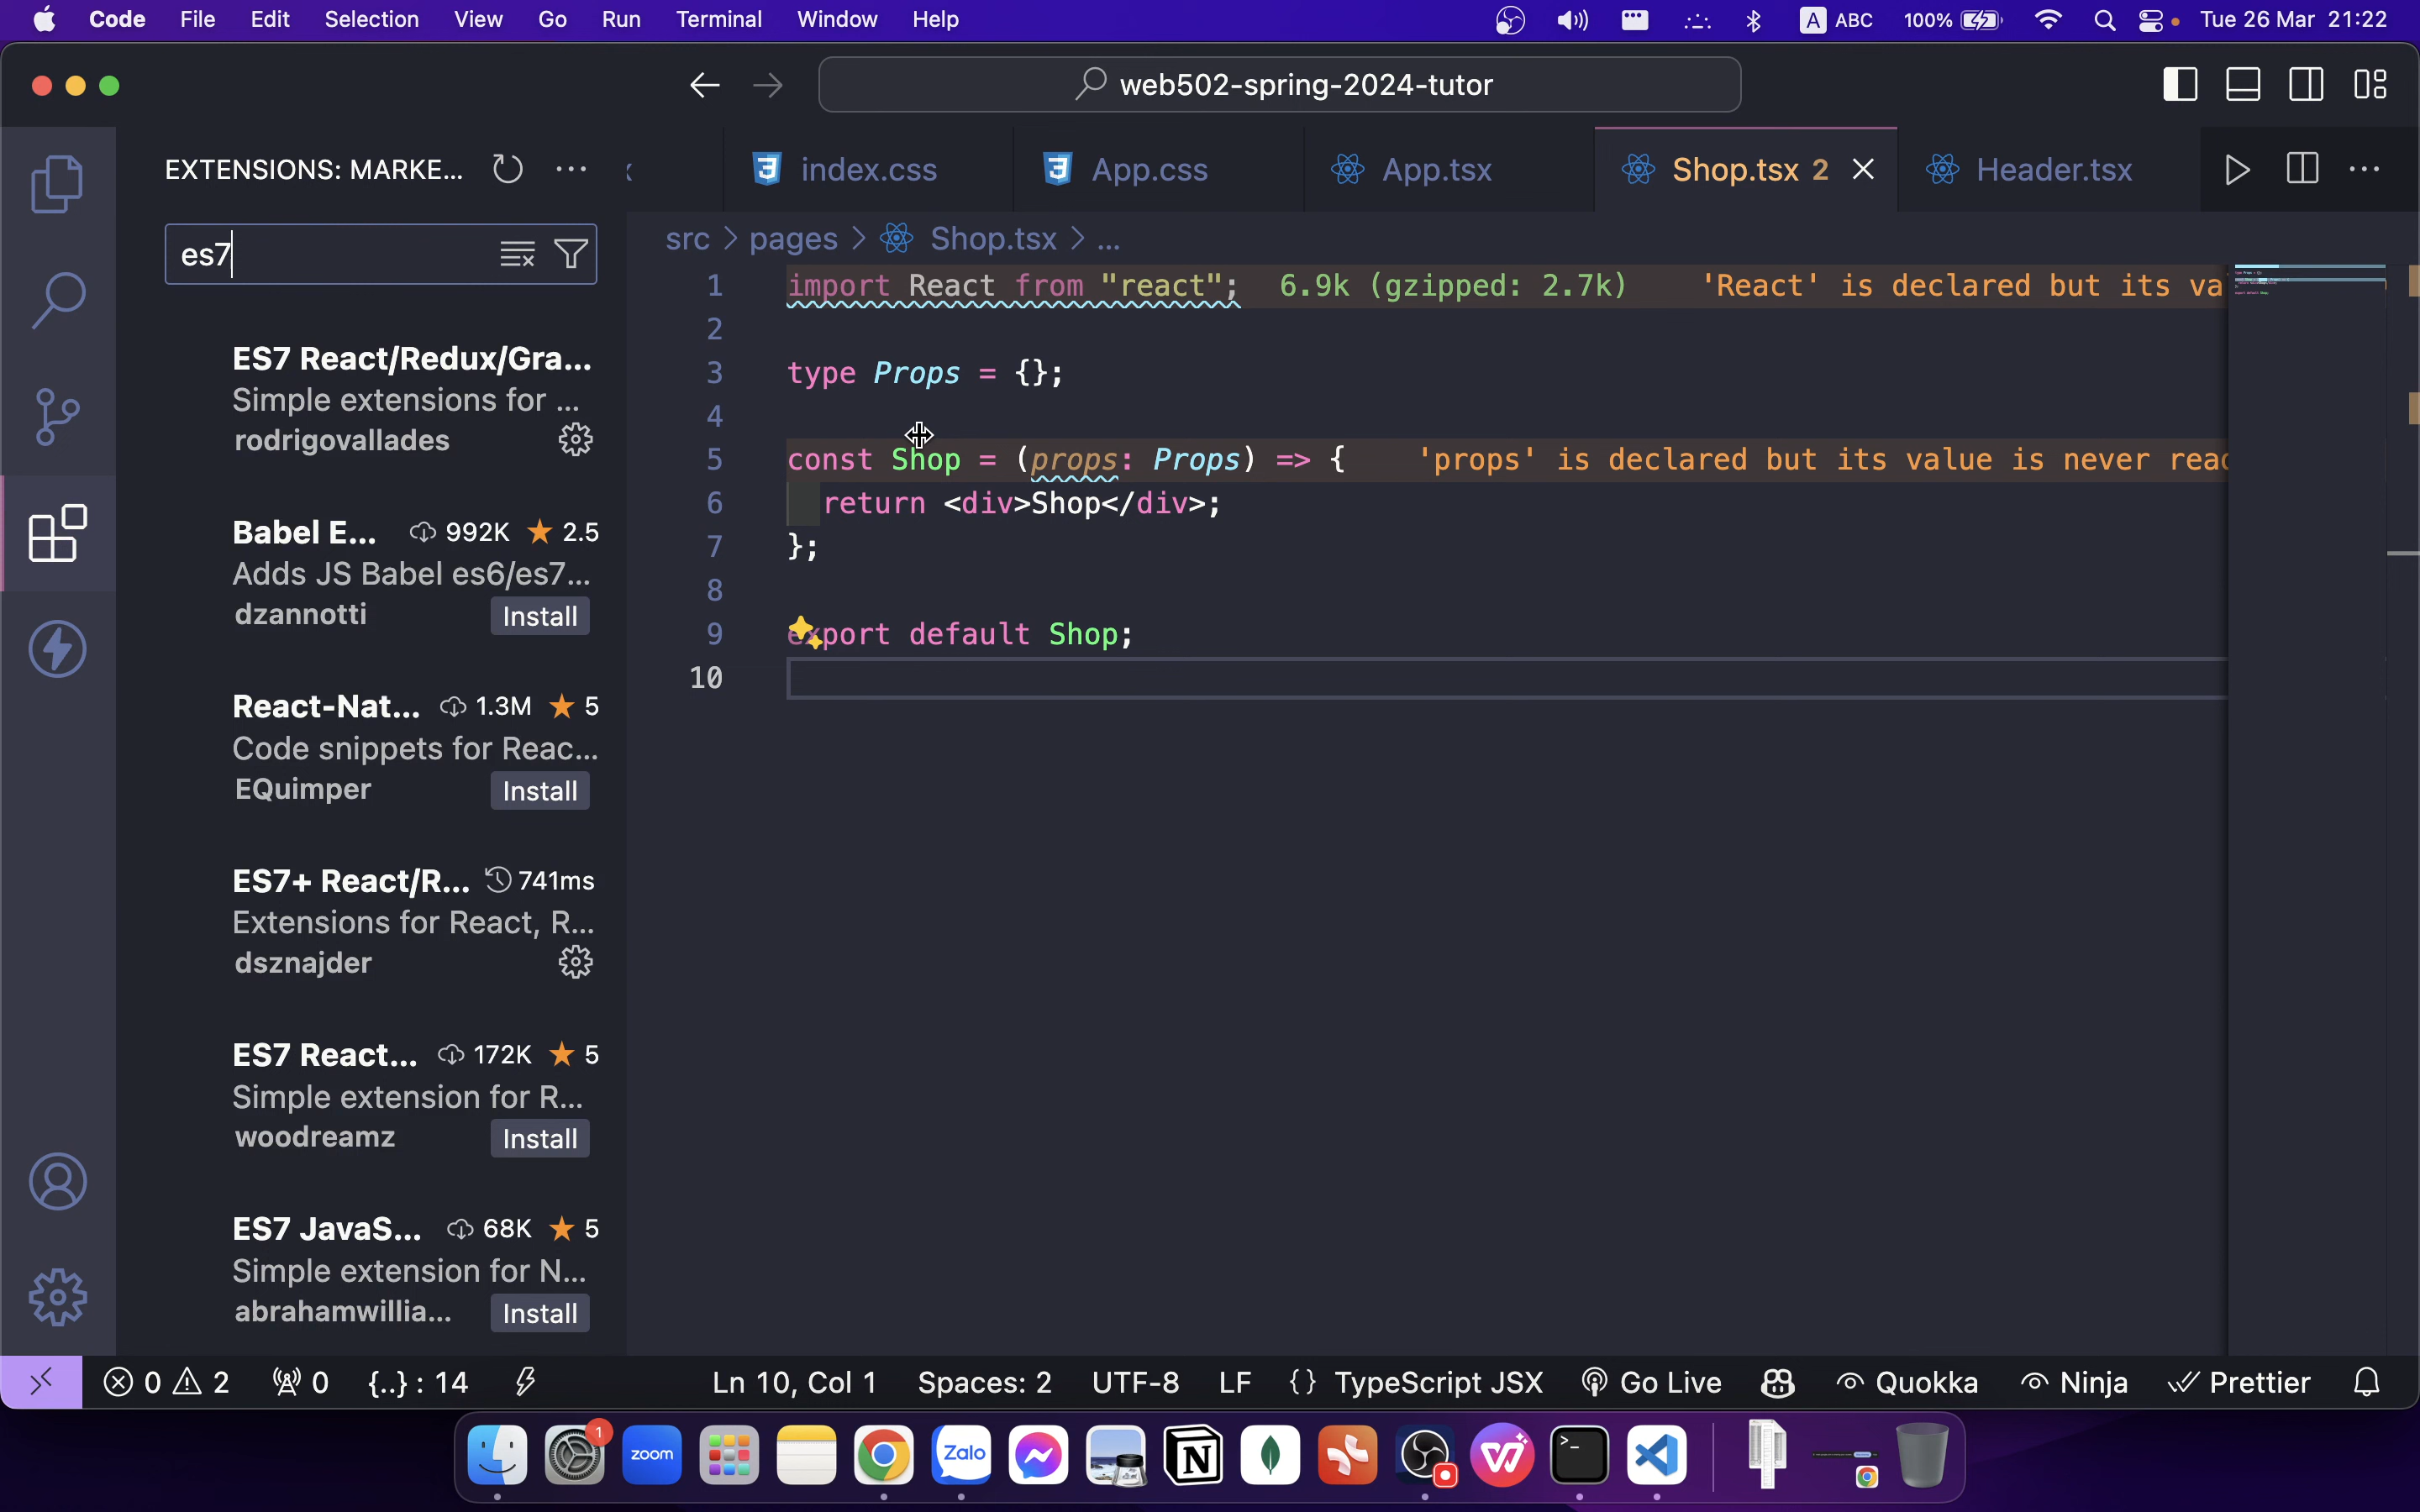 Code File Edit Selection View Go Run Terminal Window Help A ABC 100% Tue 26 Mar 21:22
web502-spring-2024-tutor
EXTENSIONS: MARKE...
index.css App.css App.tsx Shop.tsx 2 Header.tsx
es7
src > pages > Shop.tsx > ...
ES7 React/Redux/Gra...
Simple extensions for ...
rodrigovallades
Babel E... 992K 2.5
Adds JS Babel es6/es7...
dzannotti Install
React-Nat... 1.3M 5
Code snippets for Reac...
EQuimper Install
ES7+ React/R... 741ms
Extensions for React, R...
dsznajder
ES7 React... 172K 5
Simple extension for R...
woodreamz Install
ES7 JavaS... 68K 5
Simple extension for N...
abrahamwillia... Install
1 import React from "react"; 6.9k (gzipped: 2.7k) 'React' is declared but its va
2
3 type Props = {};
4
5 const Shop = (props: Props) => { 'props' is declared but its value is never read
6 return <div>Shop</div>;
7 };
8
9 export default Shop;
10
0 2 0 {..} : 14 Ln 10, Col 1 Spaces: 2 UTF-8 LF {} TypeScript JSX Go Live Quokka Ninja Prettier
1 zoom Zalo